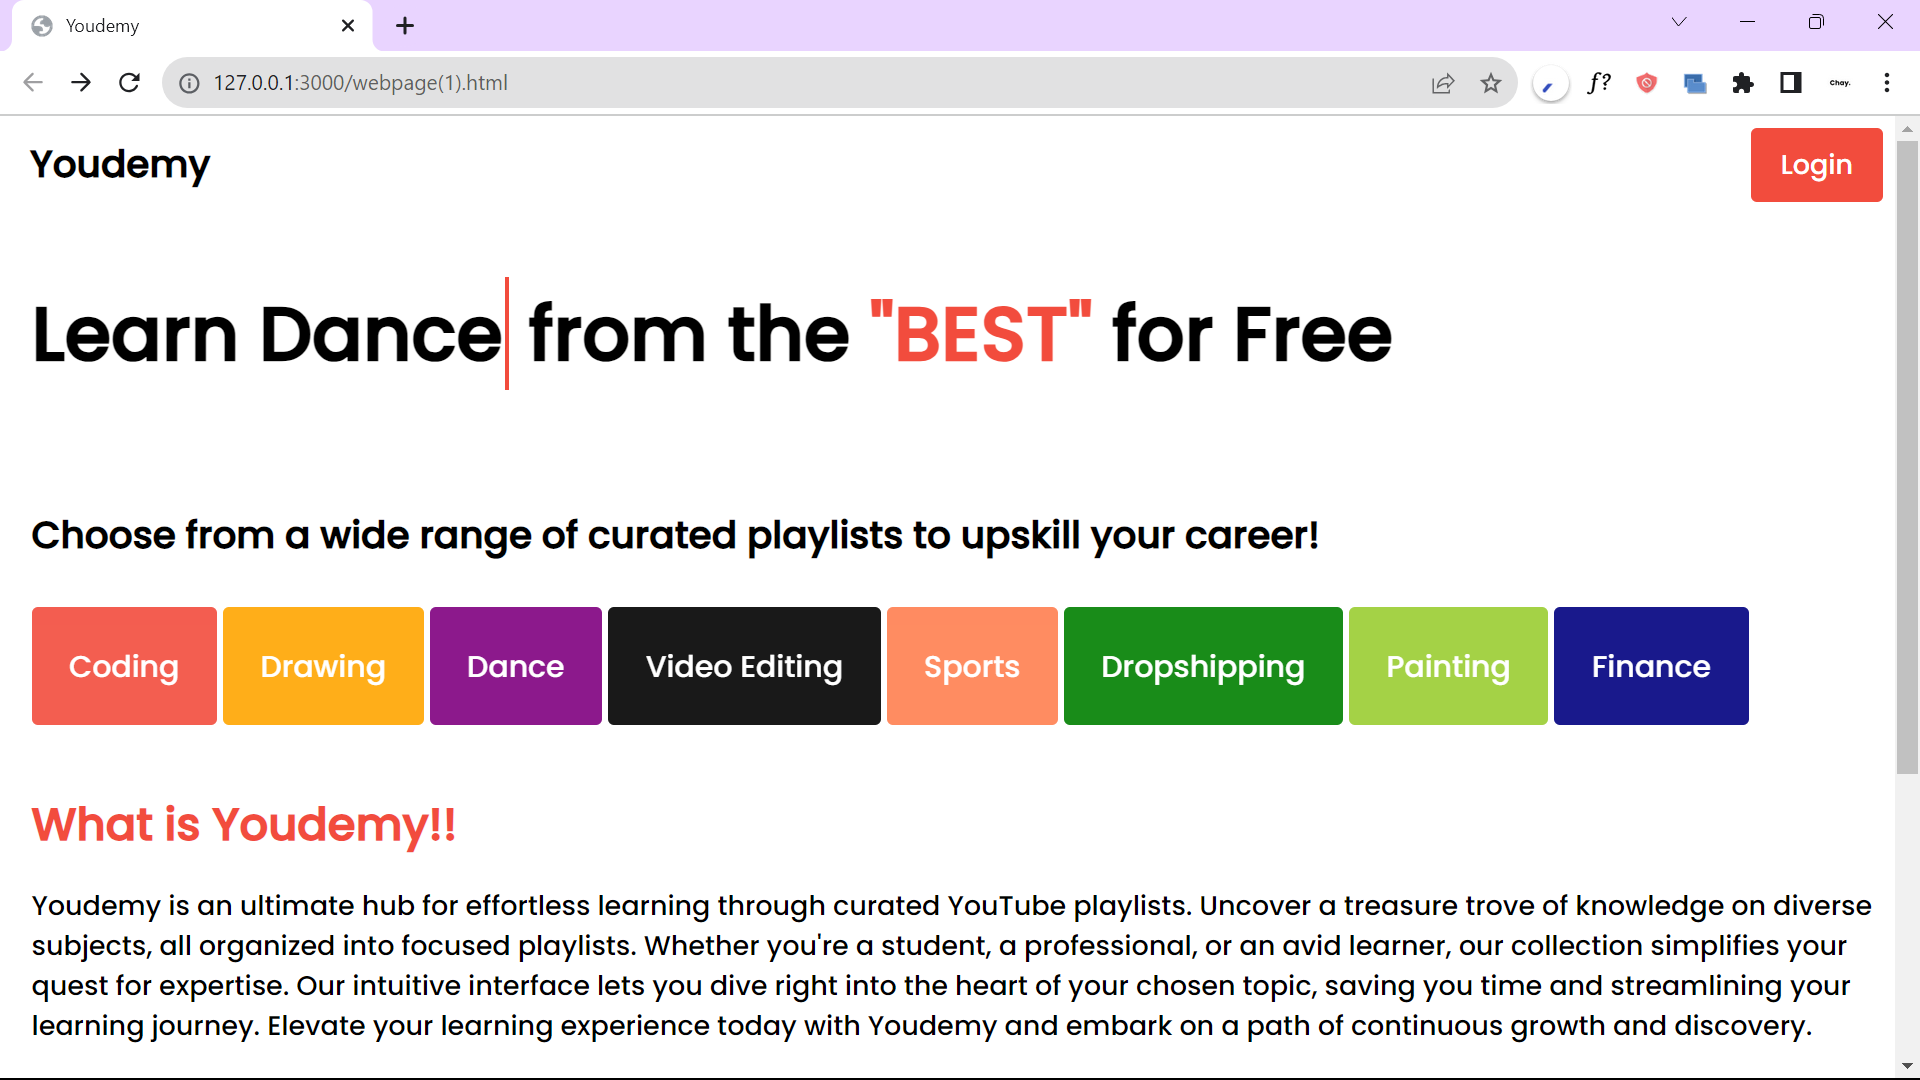 Youdemy
127.0.0.1:3000/webpage(1).html
f?
Chay.
Youdemy
Login
Learn Dance from the "BEST" for Free
Choose from a wide range of curated playlists to upskill your career!
Coding Drawing Dance Video Editing Sports Dropshipping Painting Finance
What is Youdemy!!
Youdemy is an ultimate hub for effortless learning through curated YouTube playlists. Uncover a treasure trove of knowledge on diverse
subjects, all organized into focused playlists. Whether you're a student, a professional, or an avid learner, our collection simplifies your
quest for expertise. Our intuitive interface lets you dive right into the heart of your chosen topic, saving you time and streamlining your
learning journey. Elevate your learning experience today with Youdemy and embark on a path of continuous growth and discovery.